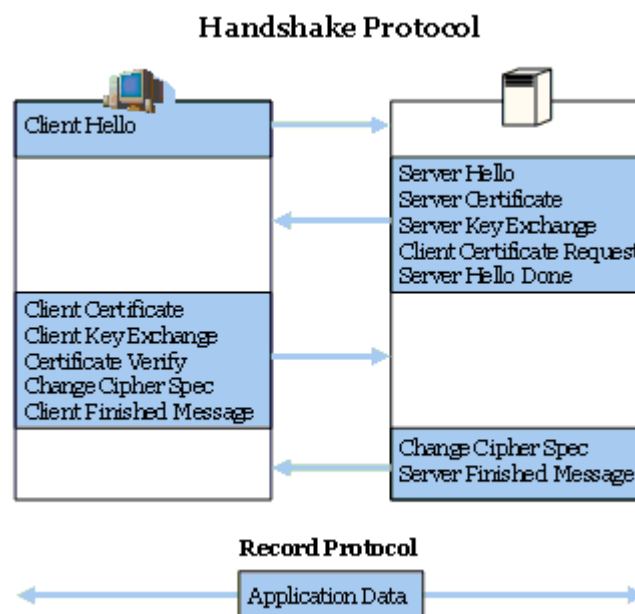 Handshake Protocol
Client Hello
Server Hello
Server Certificate
Server Key Exchange
Client Certificate Request
Server Hello Done
Client Certificate
Client Key Exchange
Certificate Verify
Change Cipher Spec
Client Finished Message
Change Cipher Spec
Server Finished Message
Record Protocol
Application Data